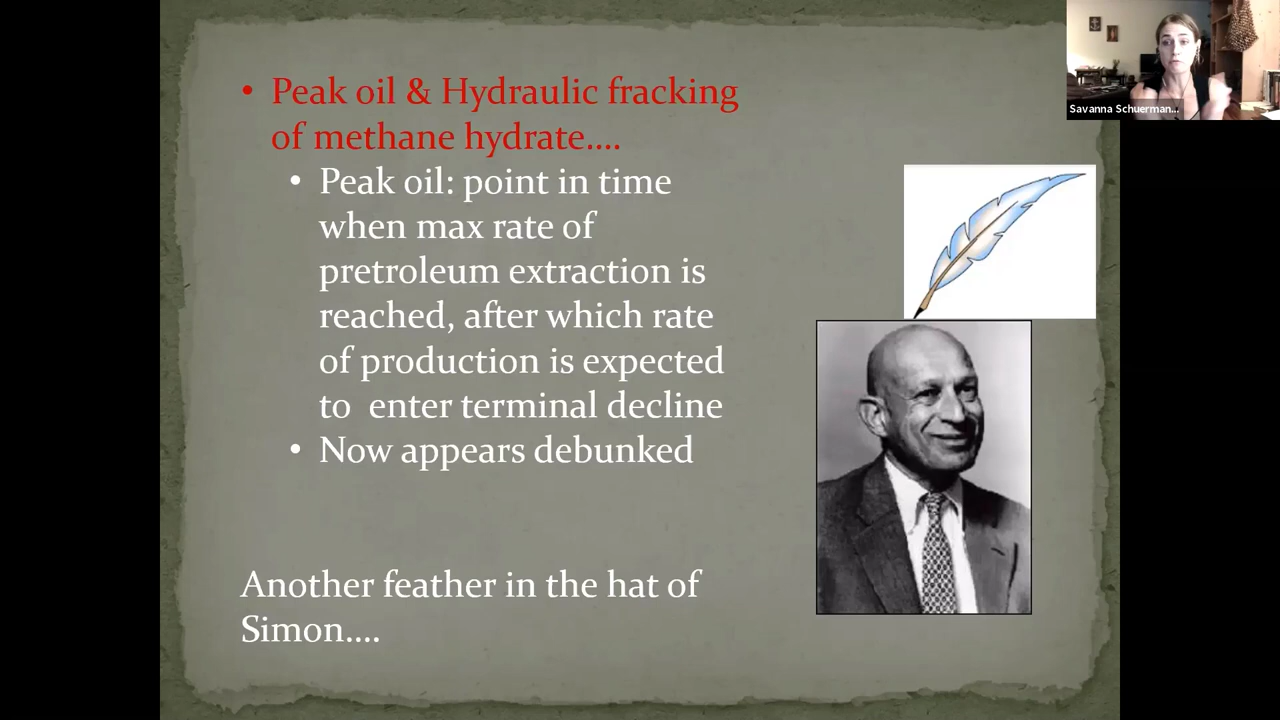 • Peak oil & Hydraulic fracking
of methane hydrate....
• Peak oil: point in time
when max rate of
pretroleum extraction is
reached, after which rate
of production is expected
to  enter terminal decline
• Now appears debunked
Another feather in the hat of
Simon....
Savanna Schuerman...